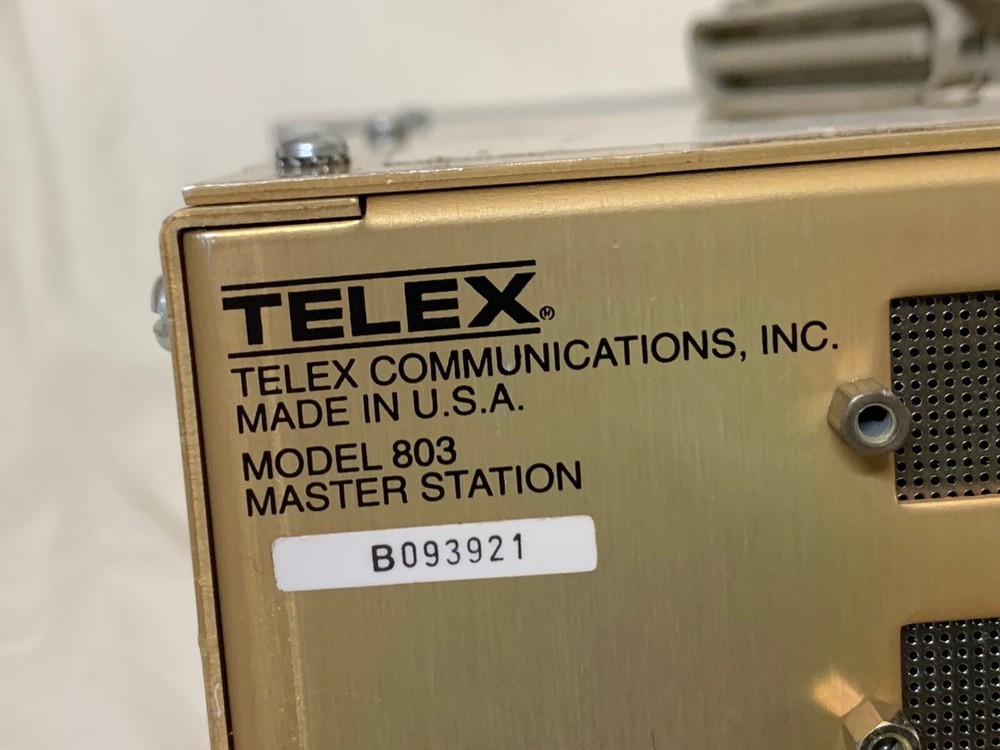 TELEX®
TELEX COMMUNICATIONS, INC.
MADE IN U.S.A.
MODEL 803
MASTER STATION
B093921